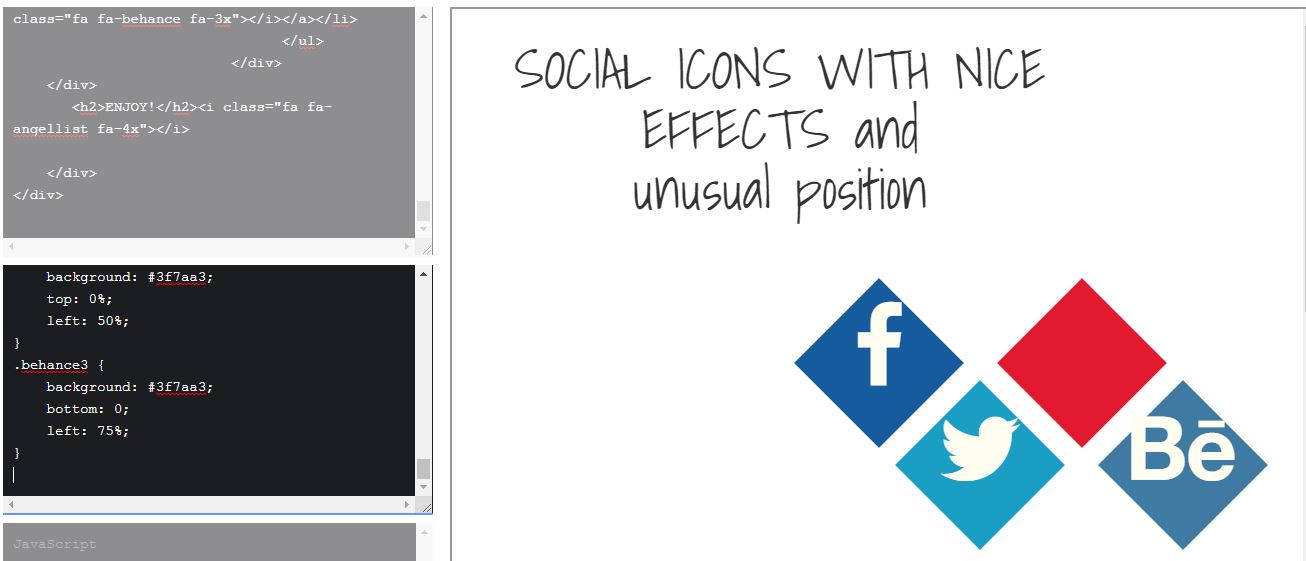 class="fa fa-behance fa-3x"></i></a></li>
</ul>
</div>
</div>
<h2>ENJOY!</h2><i class="fa fa-
angellist fa-4x"></i>
</div>
</div>
background: #3f7aa3;
top: 0%;
left: 50%;
}
.behance3 {
background: #3f7aa3;
bottom: 0;
left: 75%;
}
JavaScript
SOCIAL ICONS WITH NICE
EFFECTS and
unusual position
f
Bē